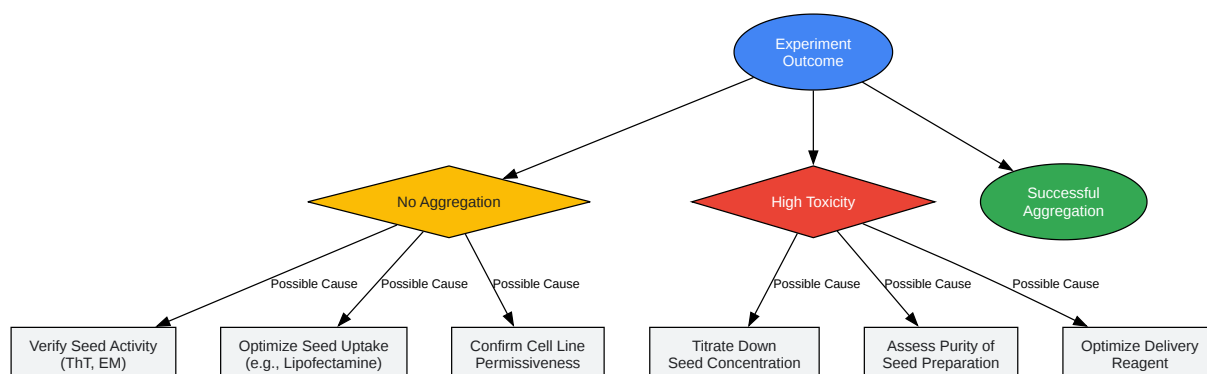 Experiment
Outcome
No Aggregation
High Toxicity
Successful
Aggregation
Possible Cause
Possible Cause
Possible Cause
Possible Cause
Possible Cause
Possible Cause
Verify Seed Activity
(ThT, EM)
Optimize Seed Uptake
(e.g., Lipofectamine)
Confirm Cell Line
Permissiveness
Titrate Down
Seed Concentration
Assess Purity of
Seed Preparation
Optimize Delivery
Reagent